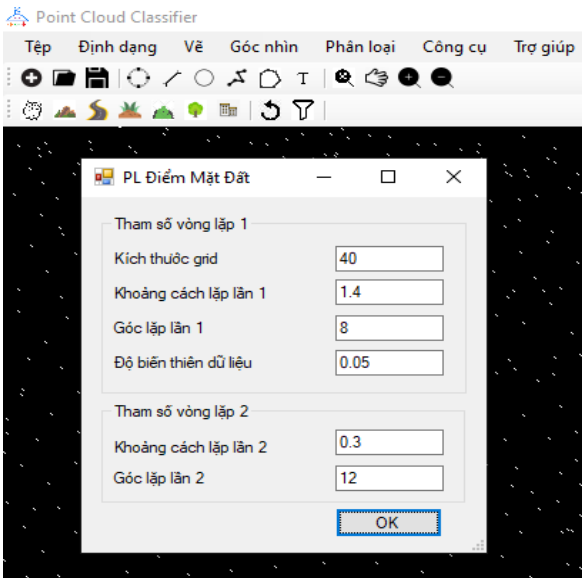 Point Cloud Classifier
Tệp Định dạng Vẽ Góc nhìn Phân loại Công cụ Trợ giúp
T
PL Điểm Mặt Đất
Tham số vòng lặp 1
Kích thước grid 40
Khoảng cách lặp lần 1 1.4
Góc lặp lần 1 8
Độ biến thiên dữ liệu 0.05
Tham số vòng lặp 2
Khoảng cách lặp lần 2 0.3
Góc lặp lần 2 12
OK